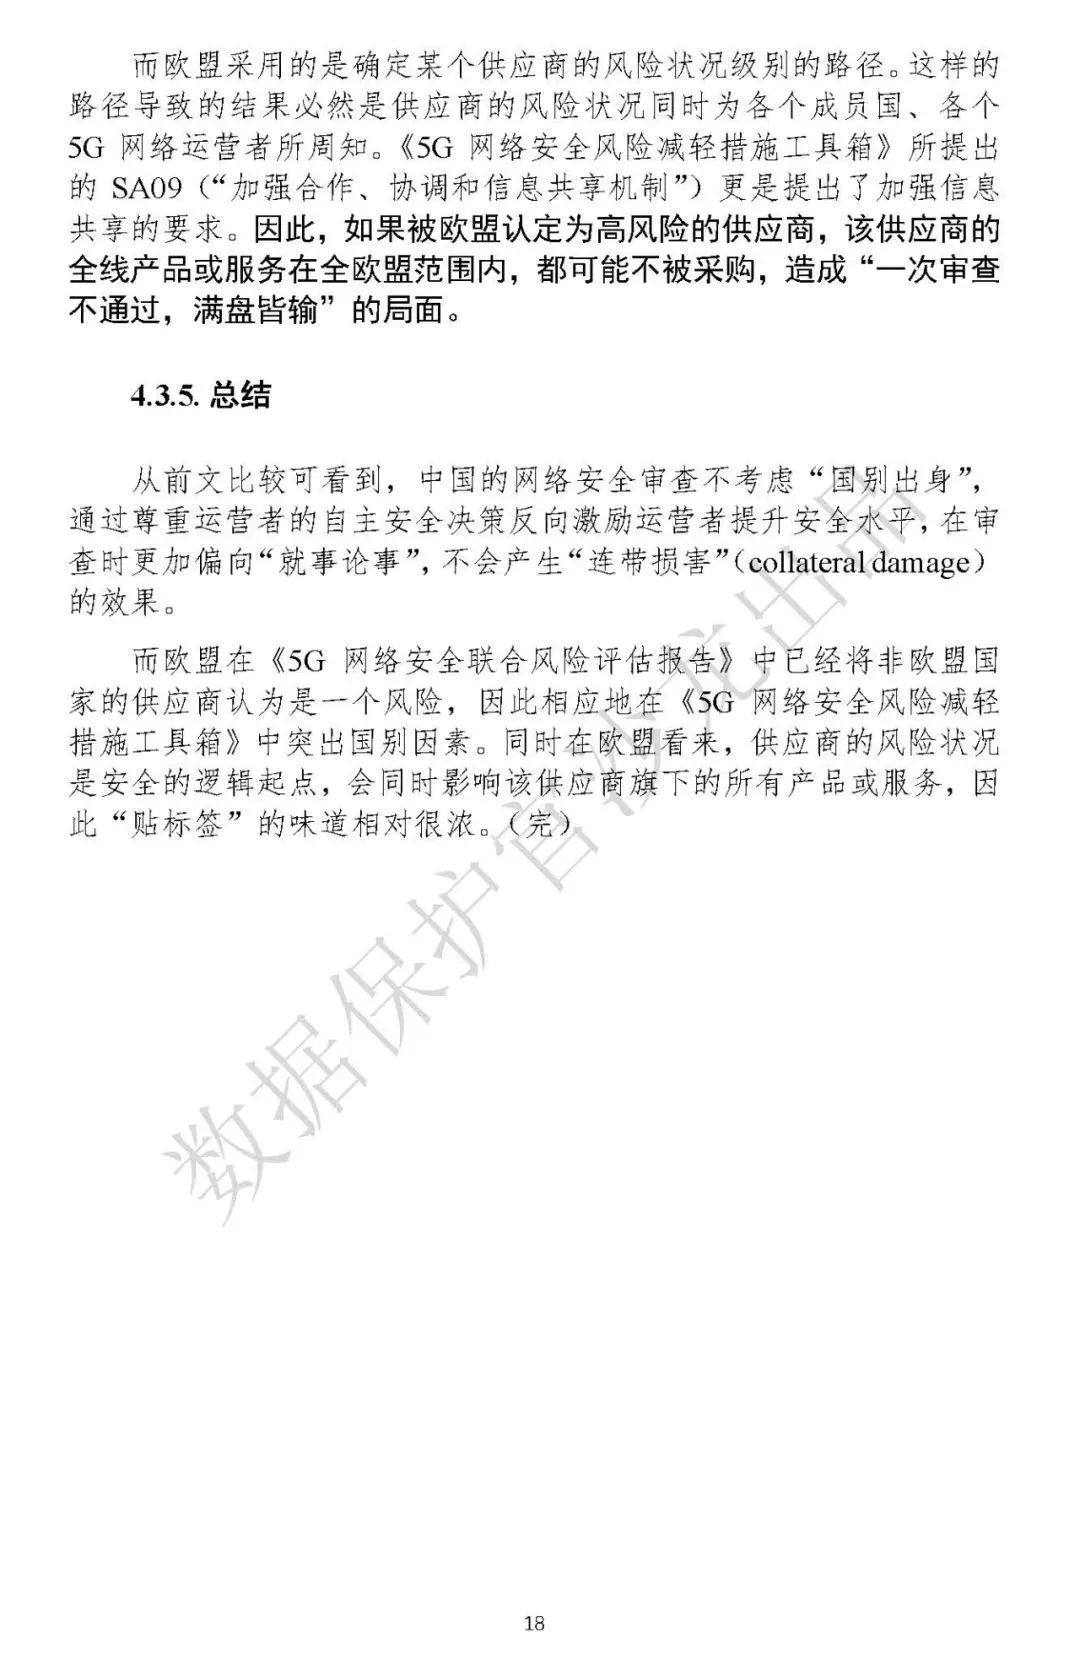 而欧盟采用的是确定某个供应商的风险状况级别的路径。这样的
路径导致的结果必然是供应商的风险状况同时为各个成员国、各个
5G 网络运营者所周知。《5G 网络安全风险减轻措施工具箱》所提出
的 SA09（“加强合作、协调和信息共享机制”）更是提出了加强信息
共享的要求。因此，如果被欧盟认定为高风险的供应商，该供应商的
全线产品或服务在全欧盟范围内，都可能不被采购，造成“一次审查
不通过，满盘皆输”的局面。
4.3.5. 总结
从前文比较可看到，中国的网络安全审查不考虑“国别出身”，
通过尊重运营者的自主安全决策反向激励运营者提升安全水平，在审
查时更加偏向“就事论事”，不会产生“连带损害”（collateral damage）
的效果。
而欧盟在《5G 网络安全联合风险评估报告》中已经将非欧盟国
家的供应商认为是一个风险，因此相应地在《5G 网络安全风险减轻
措施工具箱》中突出国别因素。同时在欧盟看来，供应商的风险状况
是安全的逻辑起点，会同时影响该供应商旗下的所有产品或服务，因
此“贴标签”的味道相对很浓。（完）
数据保护官沙龙出品
18